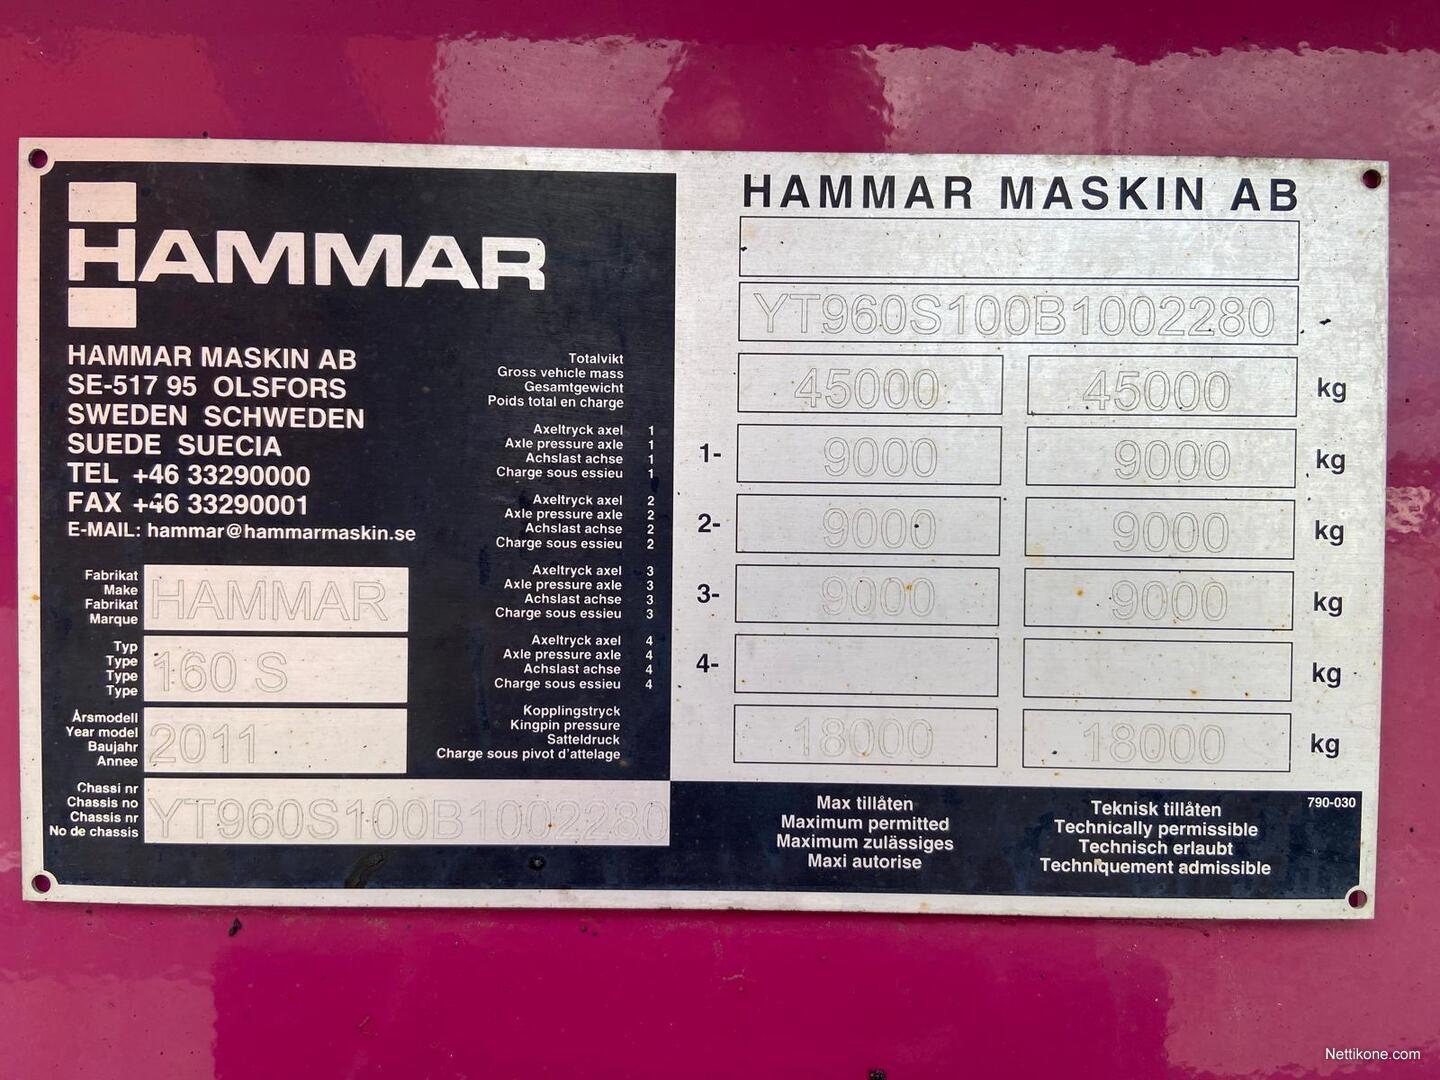 HAMMAR
HAMMAR MASKIN AB
SE-517 95 OLSFORS
SWEDEN SCHWEDEN
SUEDE SUECIA
TEL +46 33290000
FAX +46 33290001
E-MAIL: hammar@hammarmaskin.se
Fabrikat
Make
Fabrikat
Marque
HAMMAR
Typ
Type
Type
Type
160 S
Årsmodell
Year model
Baujahr
Annee
2011
Chassi nr
Chassis no
Chassis nr
No de chassis
YT960S100B1002280
HAMMAR MASKIN AB
YT960S100B1002280
Totalvikt
Gross vehicle mass
Gesamtgewicht
Poids total en charge
45000 45000 kg
Axeltryck axel 1
Axle pressure axle 1
Achslast achse 1
Charge sous essieu 1
1- 9000 9000 kg
Axeltryck axel 2
Axle pressure axle 2
Achslast achse 2
Charge sous essieu 2
2- 9000 9000 kg
Axeltryck axel 3
Axle pressure axle 3
Achslast achse 3
Charge sous essieu 3
3- 9000 9000 kg
Axeltryck axel 4
Axle pressure axle 4
Achslast achse 4
Charge sous essieu 4
4- kg
Kopplingstryck
Kingpin pressure
Satteldruck
Charge sous pivot d'attelage
18000 18000 kg
Max tillåten
Maximum permitted
Maximum zulässiges
Maxi autorise
Teknisk tillåten
Technically permissible
Technisch erlaubt
Techniquement admissible
790-030
Nettikone.com